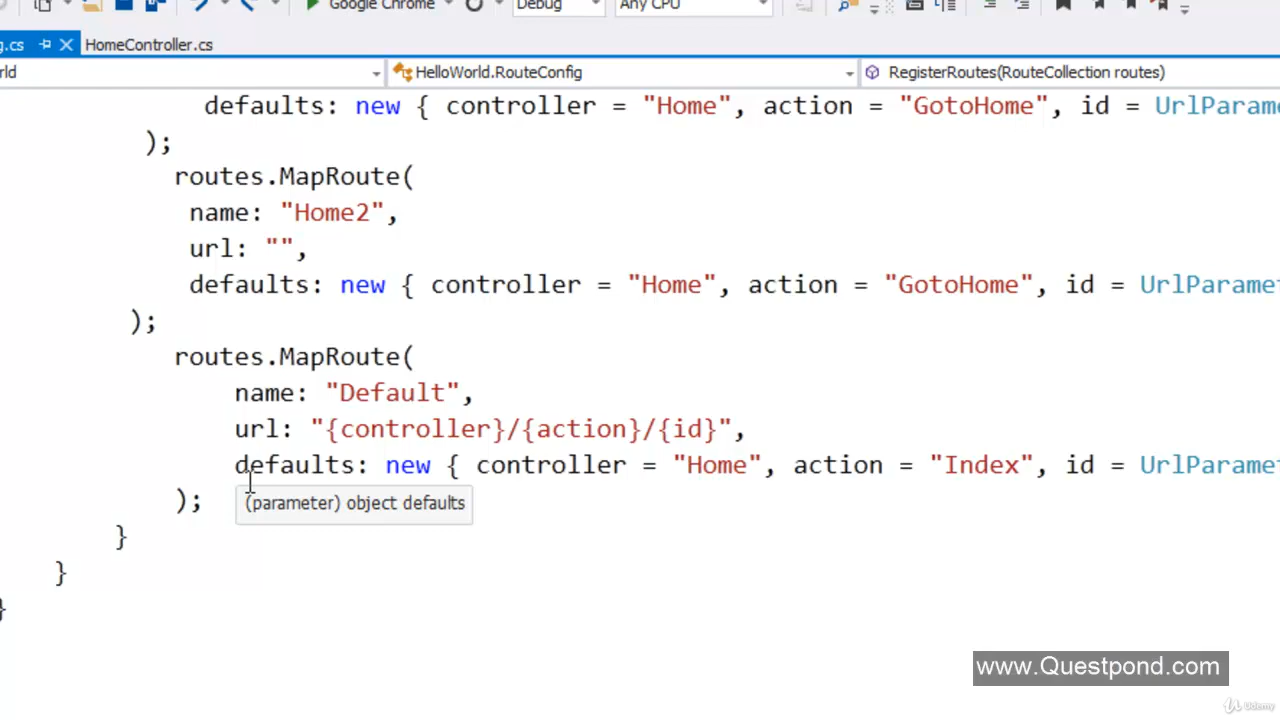 Google Chrome Debug Any CPU
g.cs HomeController.cs
rld HelloWorld.RouteConfig RegisterRoutes(RouteCollection routes)
defaults: new { controller = "Home", action = "GotoHome", id = UrlParame
);
routes.MapRoute(
name: "Home2",
url: "",
defaults: new { controller = "Home", action = "GotoHome", id = UrlParamet
);
routes.MapRoute(
name: "Default",
url: "{controller}/{action}/{id}",
defaults: new { controller = "Home", action = "Index", id = UrlParamet
); (parameter) object defaults
}
}
}
www.Questpond.com
Udemy